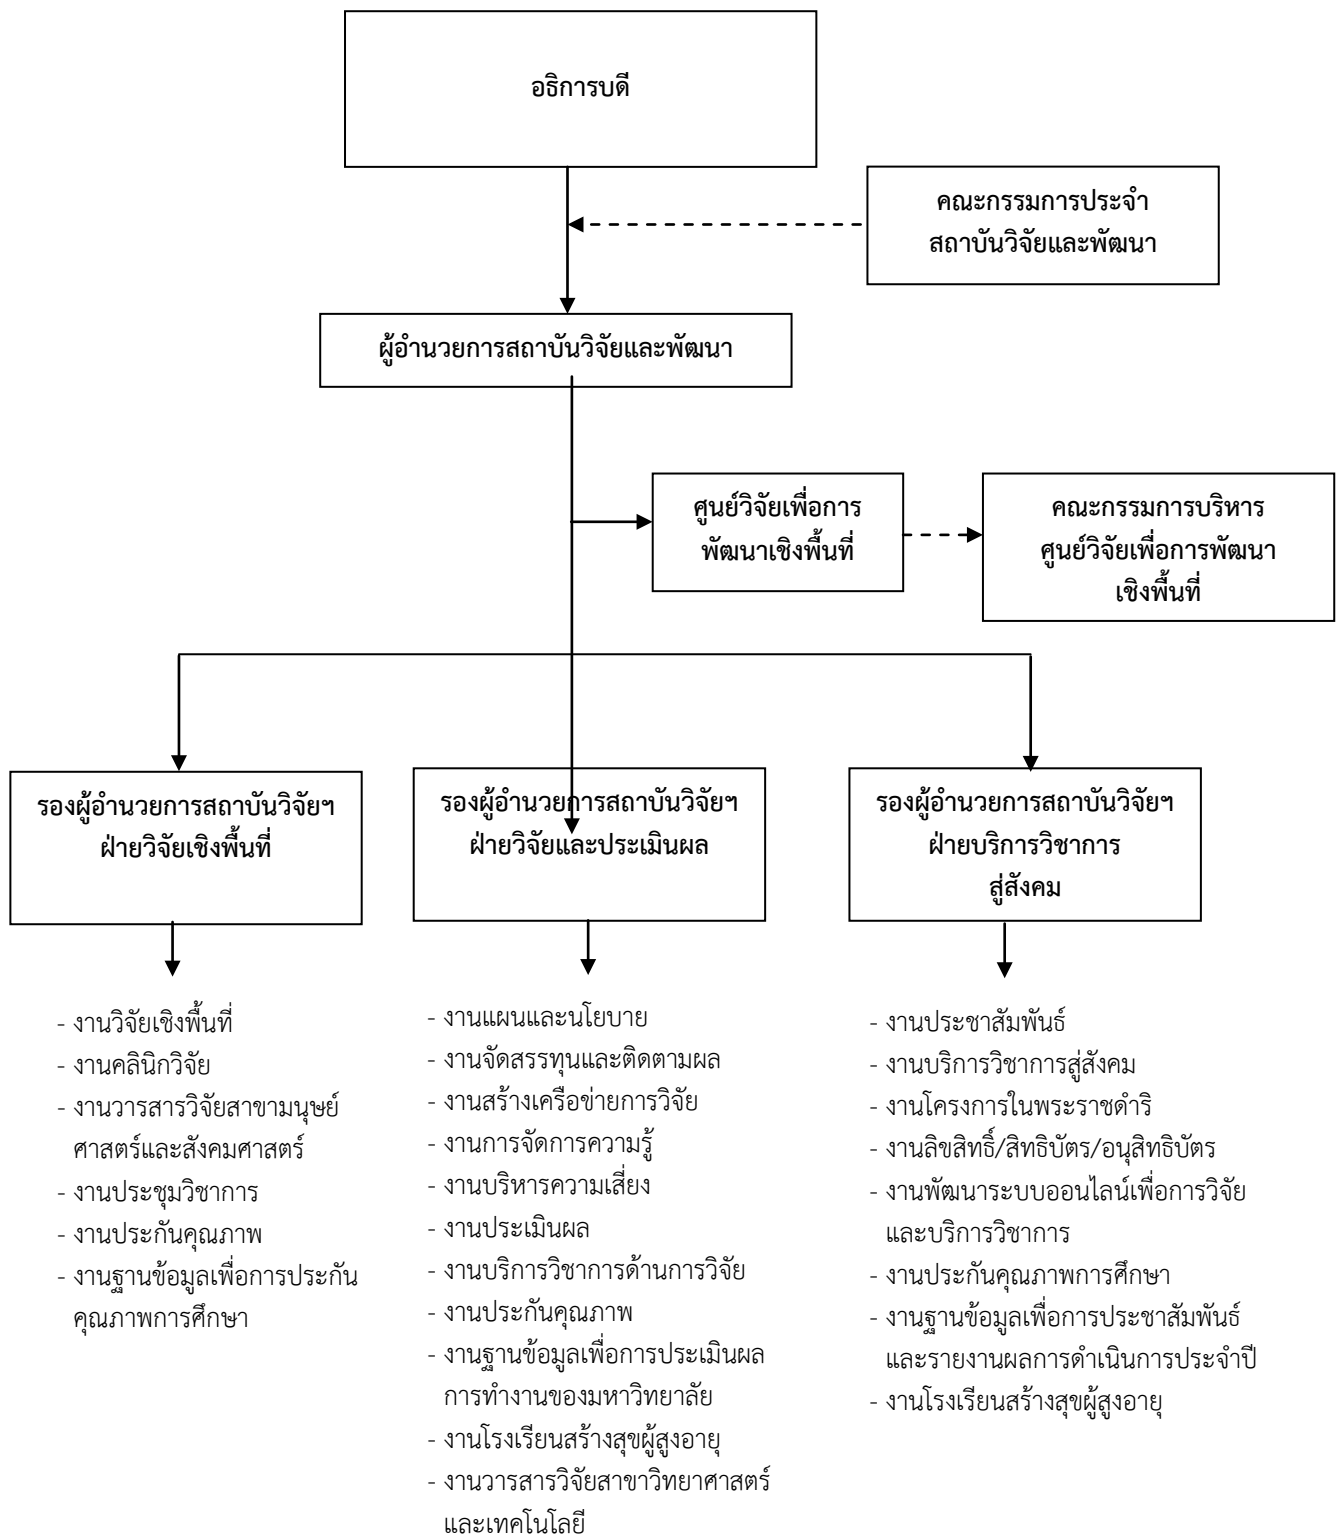 อธิการบดี
คณะกรรมการประจำ
สถาบันวิจัยและพัฒนา
ผู้อำนวยการสถาบันวิจัยและพัฒนา
ศูนย์วิจัยเพื่อการ
พัฒนาเชิงพื้นที่
คณะกรรมการบริหาร
ศูนย์วิจัยเพื่อการพัฒนา
เชิงพื้นที่
รองผู้อำนวยการสถาบันวิจัยฯ
ฝ่ายวิจัยเชิงพื้นที่
รองผู้อำนวยการสถาบันวิจัยฯ
ฝ่ายวิจัยและประเมินผล
รองผู้อำนวยการสถาบันวิจัยฯ
ฝ่ายบริการวิชาการ
สู่สังคม
- งานวิจัยเชิงพื้นที่
- งานคลินิกวิจัย
- งานวารสารวิจัยสาขามนุษย์
ศาสตร์และสังคมศาสตร์
- งานประชุมวิชาการ
- งานประกันคุณภาพ
- งานฐานข้อมูลเพื่อการประกัน
คุณภาพการศึกษา
- งานแผนและนโยบาย
- งานจัดสรรทุนและติดตามผล
- งานสร้างเครือข่ายการวิจัย
- งานการจัดการความรู้
- งานบริหารความเสี่ยง
- งานประเมินผล
- งานบริการวิชาการด้านการวิจัย
- งานประกันคุณภาพ
- งานฐานข้อมูลเพื่อการประเมินผล
การทำงานของมหาวิทยาลัย
- งานโรงเรียนสร้างสุขผู้สูงอายุ
- งานวารสารวิจัยสาขาวิทยาศาสตร์
และเทคโนโลยี
- งานประชาสัมพันธ์
- งานบริการวิชาการสู่สังคม
- งานโครงการในพระราชดำริ
- งานลิขสิทธิ์/สิทธิบัตร/อนุสิทธิบัตร
- งานพัฒนาระบบออนไลน์เพื่อการวิจัย
และบริการวิชาการ
- งานประกันคุณภาพการศึกษา
- งานฐานข้อมูลเพื่อการประชาสัมพันธ์
และรายงานผลการดำเนินการประจำปี
- งานโรงเรียนสร้างสุขผู้สูงอายุ